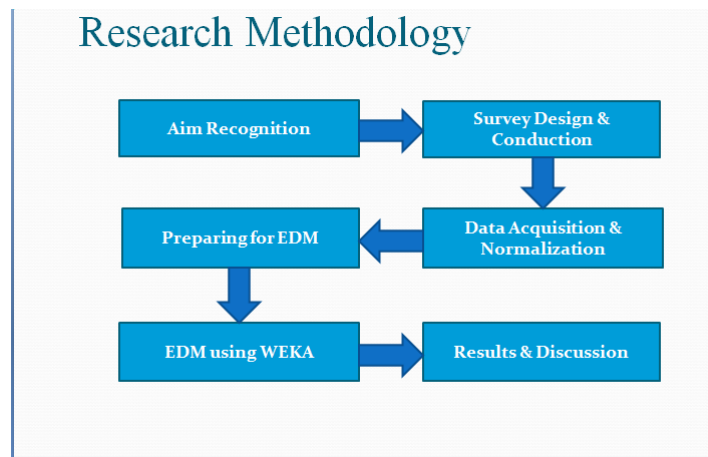 Research Methodology
Aim Recognition
Survey Design &
Conduction
Data Acquisition &
Normalization
Preparing for EDM
EDM using WEKA
Results & Discussion